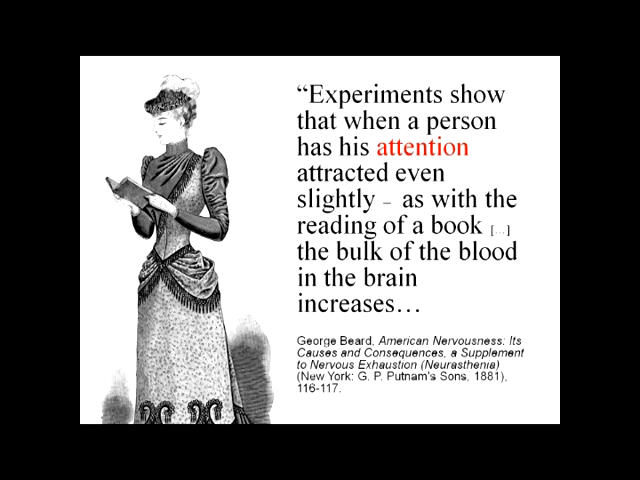 “Experiments show
that when a person
has his attention
attracted even
slightly – as with the
reading of a book [...]
the bulk of the blood
in the brain
increases…
George Beard, American Nervousness: Its
Causes and Consequences, a Supplement
to Nervous Exhaustion (Neurasthenia)
(New York: G. P. Putnam's Sons, 1881),
116-117.